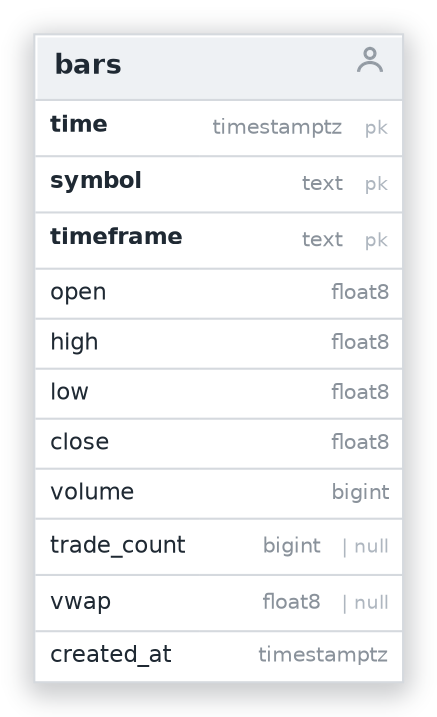 bars
time timestamptz pk
symbol text pk
timeframe text pk
open float8
high float8
low float8
close float8
volume bigint
trade_count bigint | null
vwap float8 | null
created_at timestamptz